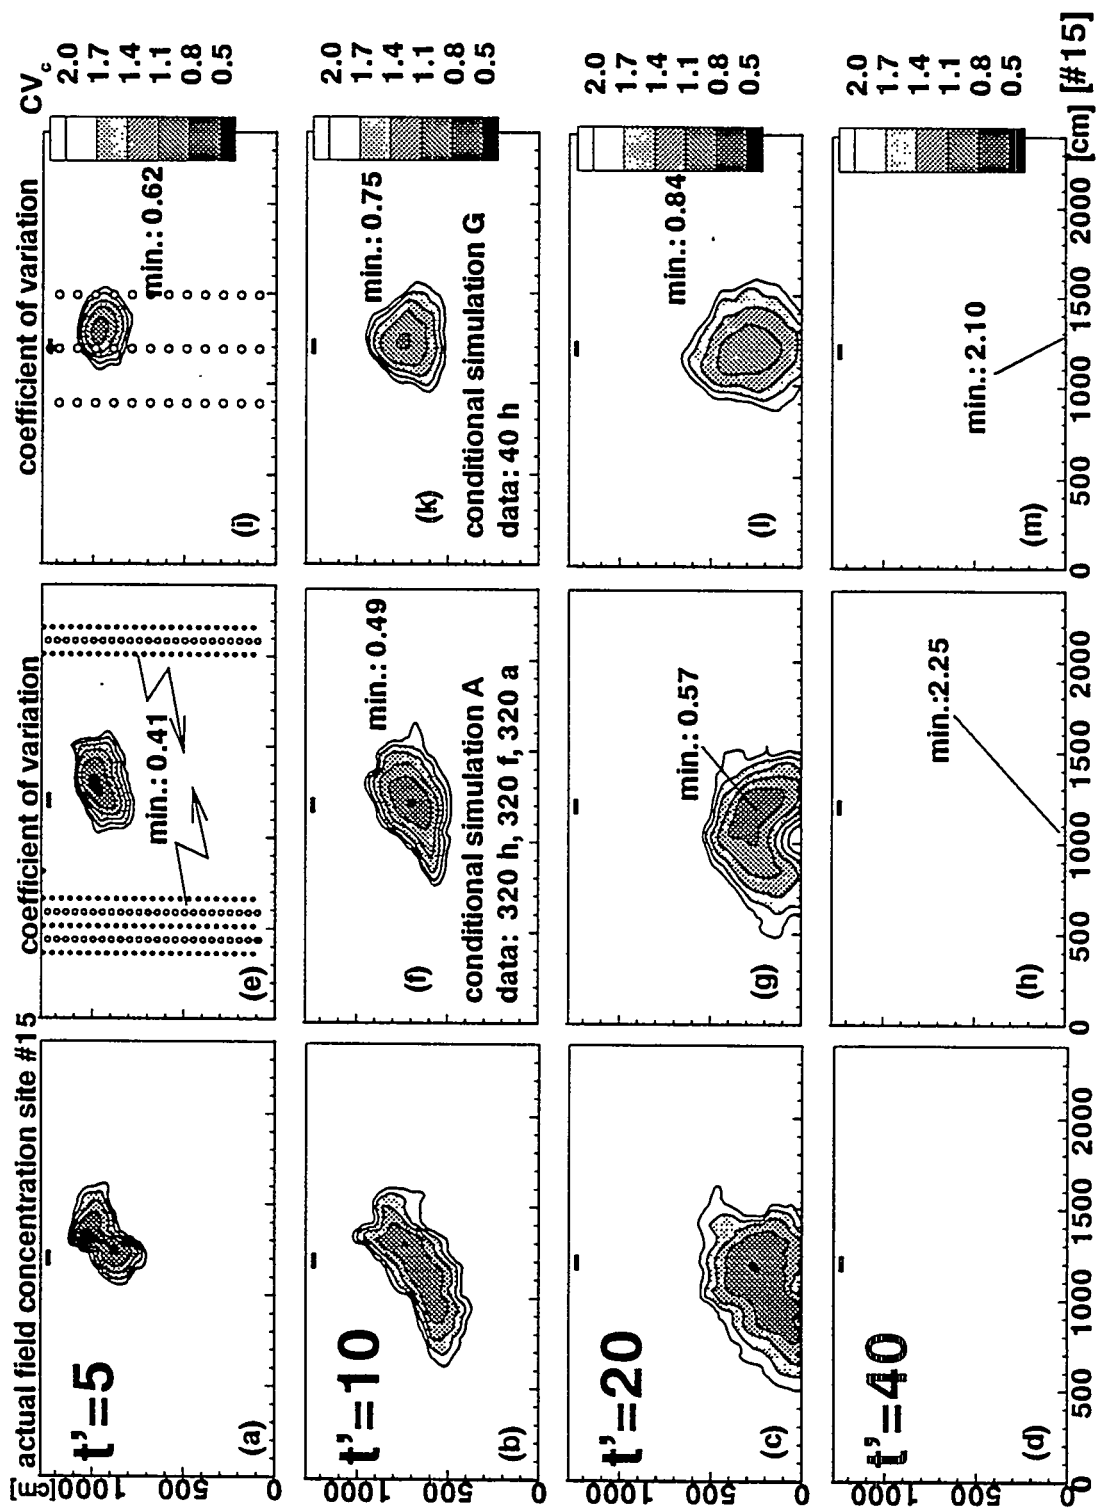 actual field concentration site #15
coefficient of variation
coefficient of variation
CVc
t'=5
(a)
1000
500
0
min.: 0.41
(e)
min.: 0.62
(i)
2.0
1.7
1.4
1.1
0.8
0.5
t'=10
(b)
1000
500
0
min.: 0.49
(f)
conditional simulation A
data: 320 h, 320 f, 320 a
min.: 0.75
(k)
conditional simulation G
data: 40 h
2.0
1.7
1.4
1.1
0.8
0.5
t'=20
(c)
1000
500
0
min.: 0.57
(g)
min.: 0.84
(l)
2.0
1.7
1.4
1.1
0.8
0.5
t'=40
(d)
1000
500
0
min.:2.25
(h)
min.: 2.10
(m)
2.0
1.7
1.4
1.1
0.8
0.5
0 500 1000 1500 2000
0 500 1000 1500 2000
0 500 1000 1500 2000 [cm] [#15]